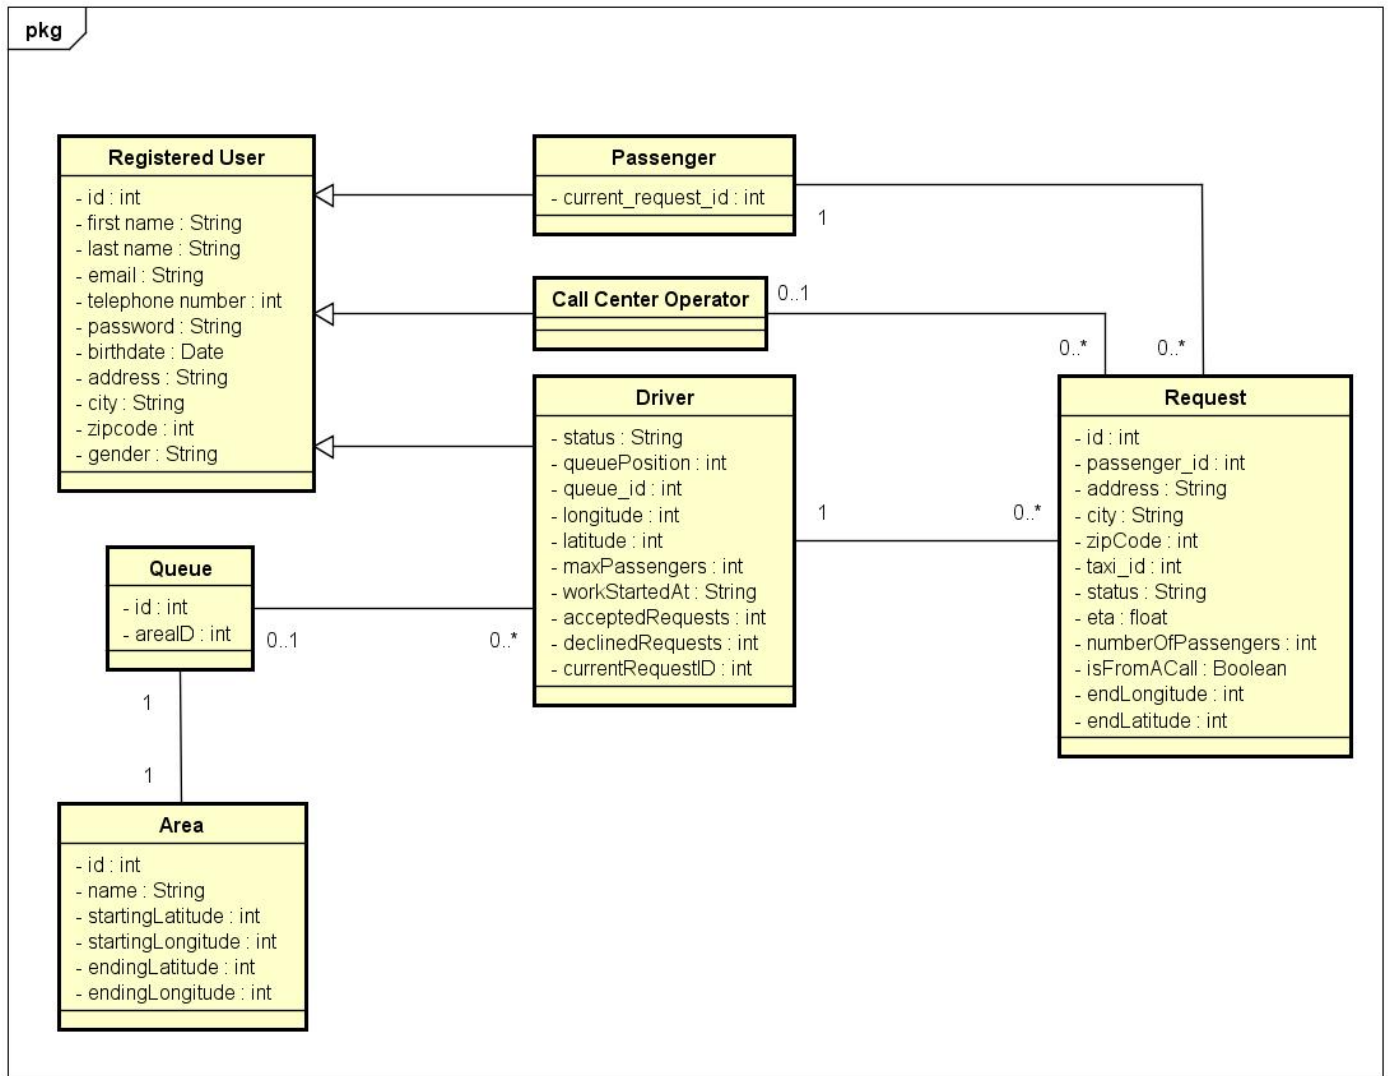 pkg
Registered User
- id : int
- first name : String
- last name : String
- email : String
- telephone number : int
- password : String
- birthdate : Date
- address : String
- city : String
- zipcode : int
- gender : String
Passenger
- current_request_id : int
1
Call Center Operator
0..1
0..*
0..*
Driver
- status : String
- queuePosition : int
- queue_id : int
- longitude : int
- latitude : int
- maxPassengers : int
- workStartedAt : String
- acceptedRequests : int
- declinedRequests : int
- currentRequestID : int
1
0..*
Request
- id : int
- passenger_id : int
- address : String
- city : String
- zipCode : int
- taxi_id : int
- status : String
- eta : float
- numberOfPassengers : int
- isFromACall : Boolean
- endLongitude : int
- endLatitude : int
Queue
- id : int
- areaID : int
0..1
0..*
1
1
Area
- id : int
- name : String
- startingLatitude : int
- startingLongitude : int
- endingLatitude : int
- endingLongitude : int